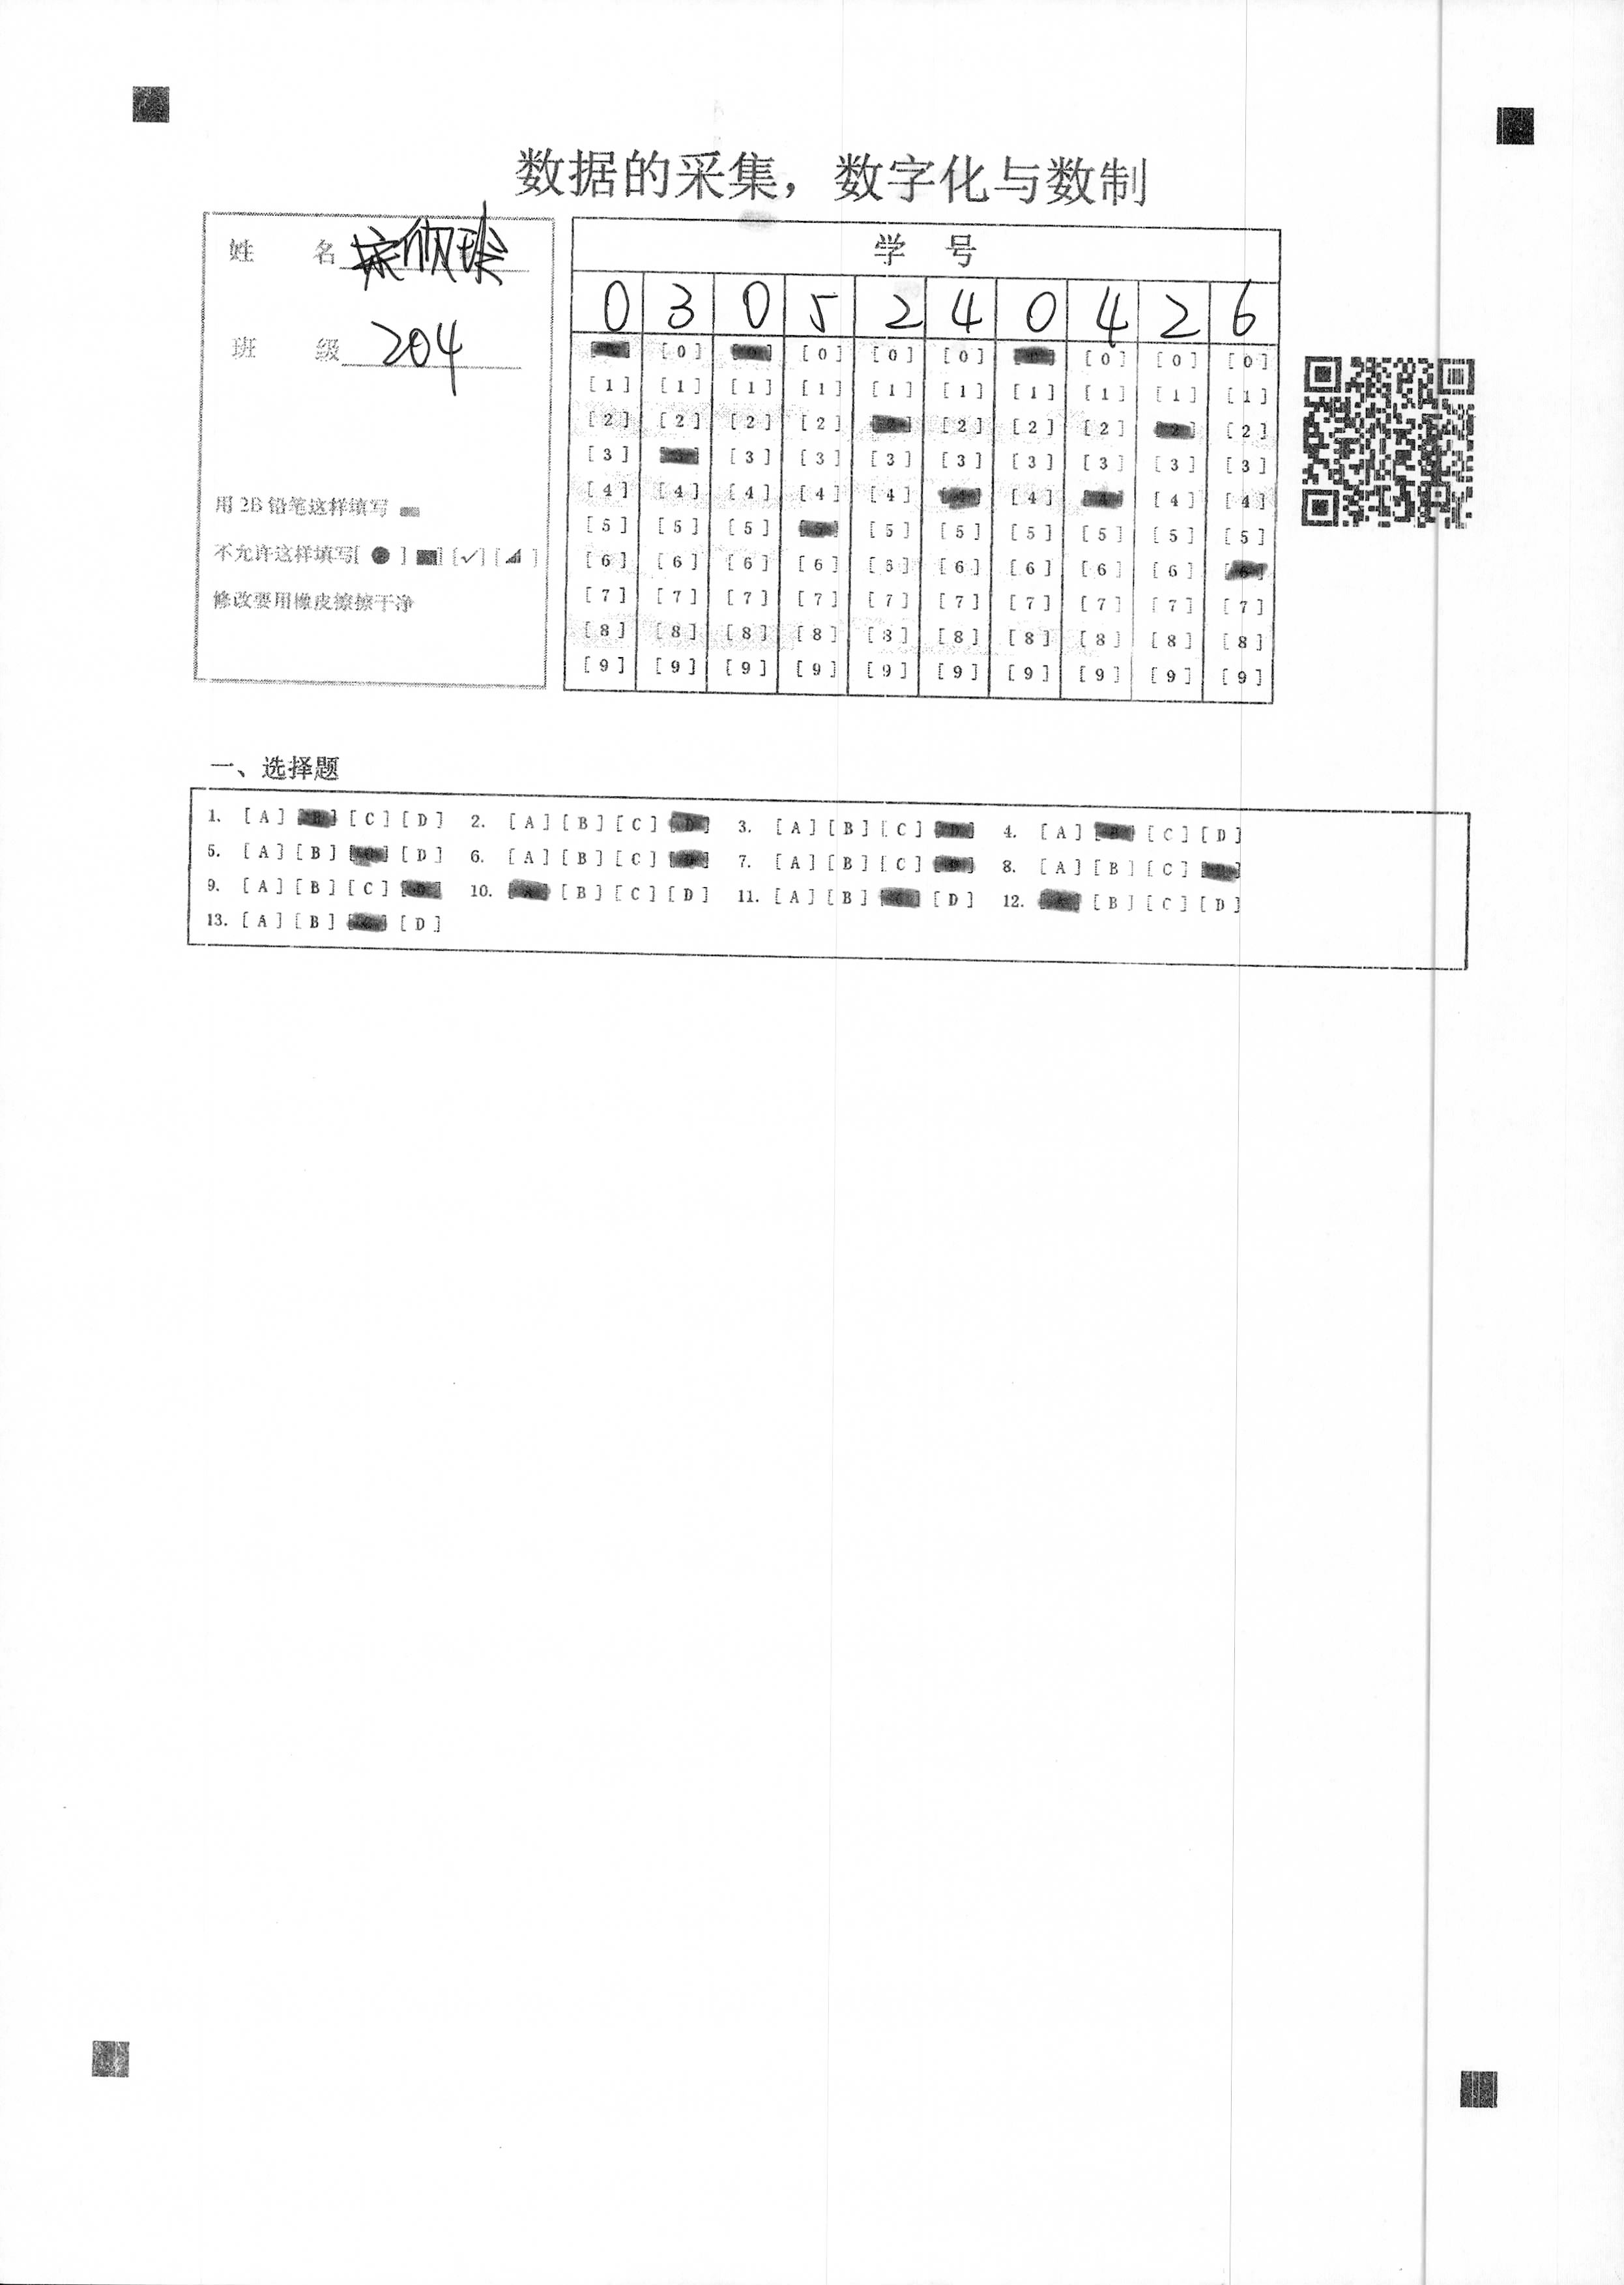 数据的采集，数字化与数制
姓 名
班 级 204
用 2B 铅笔这样填写
不允许这样填写[ ● ] [■] [✓] [◢]
修改要用橡皮擦擦干净
学 号
0 3 0 5 2 4 0 4 2 6
[0] [0] [0] [0] [0] [0] [0]
[1] [1] [1] [1] [1] [1] [1] [1] [1] [1]
[2] [2] [2] [2] [2] [2] [2] [2] [2] [2]
[3] [3] [3] [3] [3] [3] [3] [3] [3] [3]
[4] [4] [4] [4] [4] [4] [4] [4] [4] [4]
[5] [5] [5] [5] [5] [5] [5] [5] [5] [5]
[6] [6] [6] [6] [6] [6] [6] [6] [6] [6]
[7] [7] [7] [7] [7] [7] [7] [7] [7] [7]
[8] [8] [8] [8] [8] [8] [8] [8] [8] [8]
[9] [9] [9] [9] [9] [9] [9] [9] [9] [9]
一、选择题
1. [A] [B] [C] [D] 2. [A] [B] [C] [D] 3. [A] [B] [C] [D] 4. [A] [B] [C] [D]
5. [A] [B] [C] [D] 6. [A] [B] [C] [D] 7. [A] [B] [C] [D] 8. [A] [B] [C]
9. [A] [B] [C] [D] 10. [A] [B] [C] [D] 11. [A] [B] [C] [D] 12. [A] [B] [C] [D]
13. [A] [B] [C] [D]